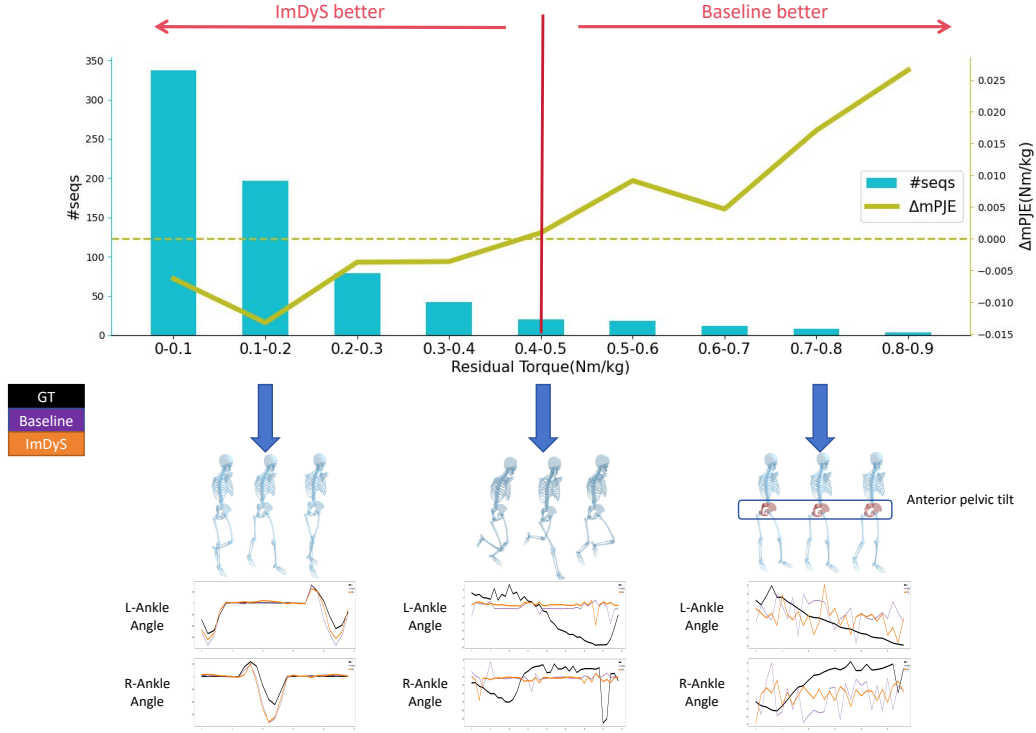 ImDyS better
Baseline better
350
300
250
200
150
100
50
0
#seqs
0.025
0.020
0.015
0.010
0.005
0.000
−0.005
−0.010
−0.015
ΔmPJE(Nm/kg)
#seqs
ΔmPJE
0-0.1
0.1-0.2
0.2-0.3
0.3-0.4
0.4-0.5
0.5-0.6
0.6-0.7
0.7-0.8
0.8-0.9
Residual Torque(Nm/kg)
GT
Baseline
ImDyS
Anterior pelvic tilt
L-Ankle
Angle
L-Ankle
Angle
L-Ankle
Angle
R-Ankle
Angle
R-Ankle
Angle
R-Ankle
Angle